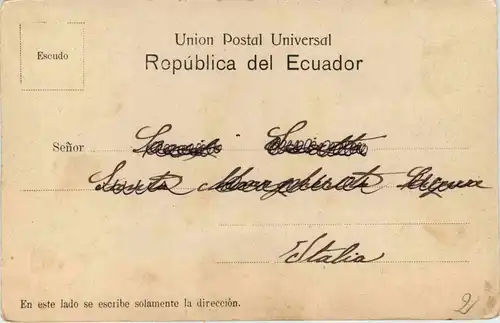 Union Postal Universal
República del Ecuador
Escudo
Señor
Santa Margherita Ligure
Italia
En este lado se escribe solamente la dirección.